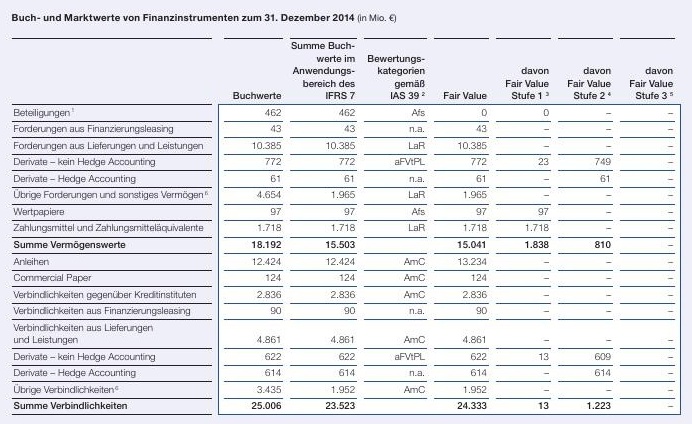 Buch- und Marktwerte von Finanzinstrumenten zum 31. Dezember 2014 (in Mio. €)
Buchwerte | Summe Buchwerte im Anwendungsbereich des IFRS 7 | Bewertungskategorien gemäß IAS 39 ² | Fair Value | davon Fair Value Stufe 1 ³ | davon Fair Value Stufe 2 ⁴ | davon Fair Value Stufe 3 ⁵
Beteiligungen ¹ 462 462 Afs 0 0 – –
Forderungen aus Finanzierungsleasing 43 43 n.a. 43 – – –
Forderungen aus Lieferungen und Leistungen 10.385 10.385 LaR 10.385 – – –
Derivate – kein Hedge Accounting 772 772 aFVtPL 772 23 749 –
Derivate – Hedge Accounting 61 61 n.a. 61 – 61 –
Übrige Forderungen und sonstiges Vermögen ⁶ 4.654 1.965 LaR 1.965 – – –
Wertpapiere 97 97 Afs 97 97 – –
Zahlungsmittel und Zahlungsmitteläquivalente 1.718 1.718 LaR 1.718 1.718 – –
Summe Vermögenswerte 18.192 15.503 15.041 1.838 810 –
Anleihen 12.424 12.424 AmC 13.234 – – –
Commercial Paper 124 124 AmC 124 – – –
Verbindlichkeiten gegenüber Kreditinstituten 2.836 2.836 AmC 2.836 – – –
Verbindlichkeiten aus Finanzierungsleasing 90 90 n.a. 90 – – –
Verbindlichkeiten aus Lieferungen
und Leistungen 4.861 4.861 AmC 4.861 – – –
Derivate – kein Hedge Accounting 622 622 aFVtPL 622 13 609 –
Derivate – Hedge Accounting 614 614 n.a. 614 – 614 –
Übrige Verbindlichkeiten ⁶ 3.435 1.952 AmC 1.952 – – –
Summe Verbindlichkeiten 25.006 23.523 24.333 13 1.223 –